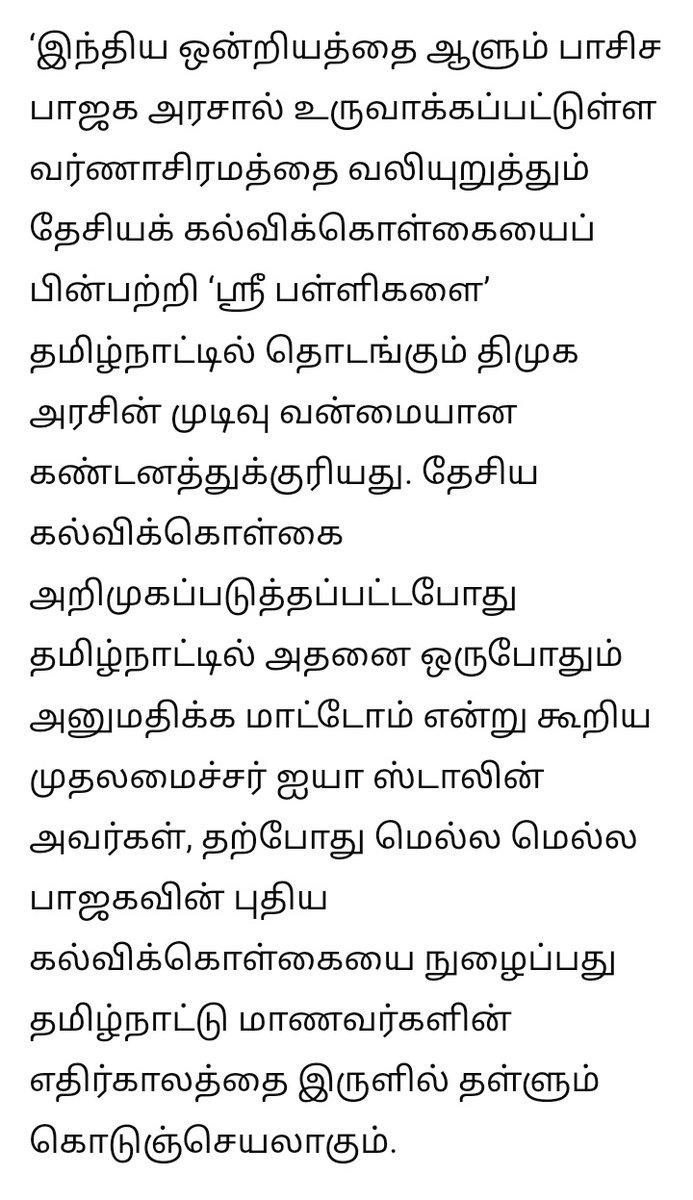 ‘இந்திய ஒன்றியத்தை ஆளும் பாசிச
பாஜக அரசால் உருவாக்கப்பட்டுள்ள
வர்ணாசிரமத்தை வலியுறுத்தும்
தேசியக் கல்விக்கொள்கையைப்
பின்பற்றி ‘ஸ்ரீ பள்ளிகளை’
தமிழ்நாட்டில் தொடங்கும் திமுக
அரசின் முடிவு வன்மையான
கண்டனத்துக்குரியது. தேசிய
கல்விக்கொள்கை
அறிமுகப்படுத்தப்பட்டபோது
தமிழ்நாட்டில் அதனை ஒருபோதும்
அனுமதிக்க மாட்டோம் என்று கூறிய
முதலமைச்சர் ஐயா ஸ்டாலின்
அவர்கள், தற்போது மெல்ல மெல்ல
பாஜகவின் புதிய
கல்விக்கொள்கையை நுழைப்பது
தமிழ்நாட்டு மாணவர்களின்
எதிர்காலத்தை இருளில் தள்ளும்
கொடுஞ்செயலாகும்.